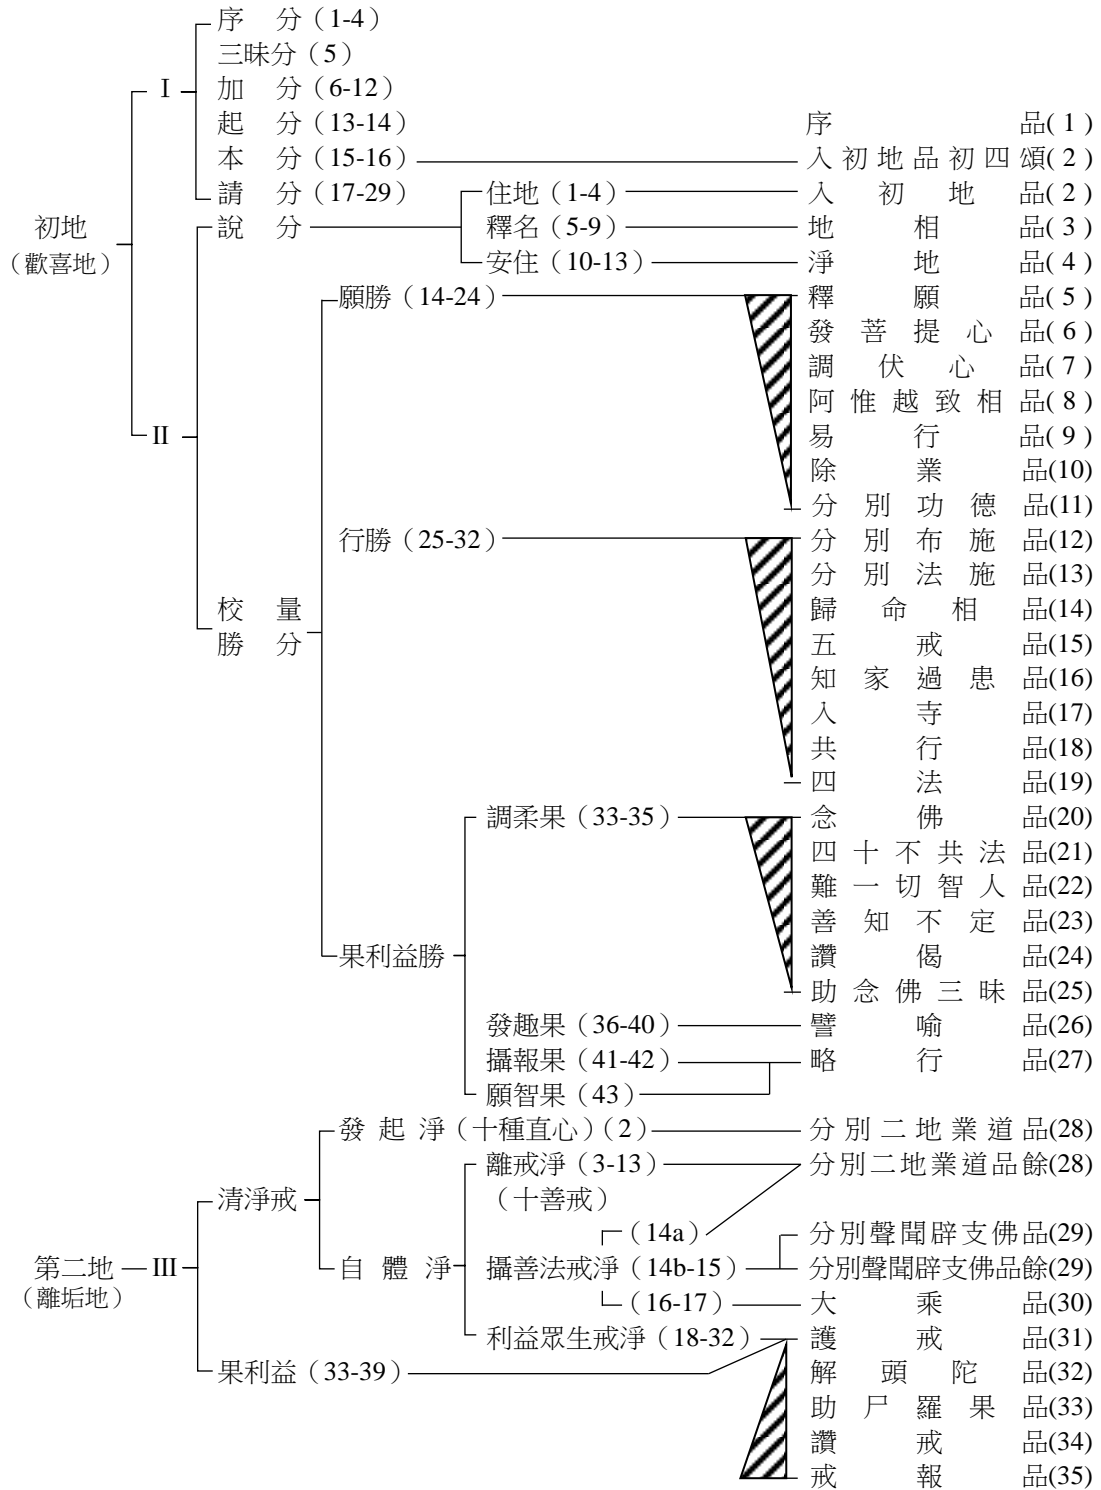 序 分（1-4）
三昧分（5）
I 加 分（6-12）
起 分（13-14） 序品( 1 )
本 分（15-16） 入初地品初四頌( 2 )
請 分（17-29） 住地（1-4） 入初地品( 2 )
初地 說 分 釋名（5-9） 地相品( 3 )
（歡喜地） 安住（10-13） 淨地品( 4 )
願勝（14-24） 釋願品( 5 )
發菩提心品( 6 )
調伏心品( 7 )
阿惟越致相品( 8 )
II 易行品( 9 )
除業品(10)
分別功德品(11)
行勝（25-32） 分別布施品(12)
分別法施品(13)
校 量 歸命相品(14)
勝 分 五戒品(15)
知家過患品(16)
入寺品(17)
共行品(18)
四法品(19)
調柔果（33-35） 念佛品(20)
四十不共法品(21)
難一切智人品(22)
善知不定品(23)
果利益勝 讚偈品(24)
助念佛三昧品(25)
發趣果（36-40） 譬喻品(26)
攝報果（41-42） 略行品(27)
願智果（43）
發起淨（十種直心）(2) 分別二地業道品(28)
離戒淨（3-13） 分別二地業道品餘(28)
清淨戒 （十善戒）
（14a） 分別聲聞辟支佛品(29)
第二地 III 自體淨 攝善法戒淨（14b-15） 分別聲聞辟支佛品餘(29)
（離垢地） （16-17） 大乘品(30)
利益眾生戒淨（18-32） 護戒品(31)
果利益（33-39） 解頭陀品(32)
助尸羅果品(33)
讚戒品(34)
戒報品(35)